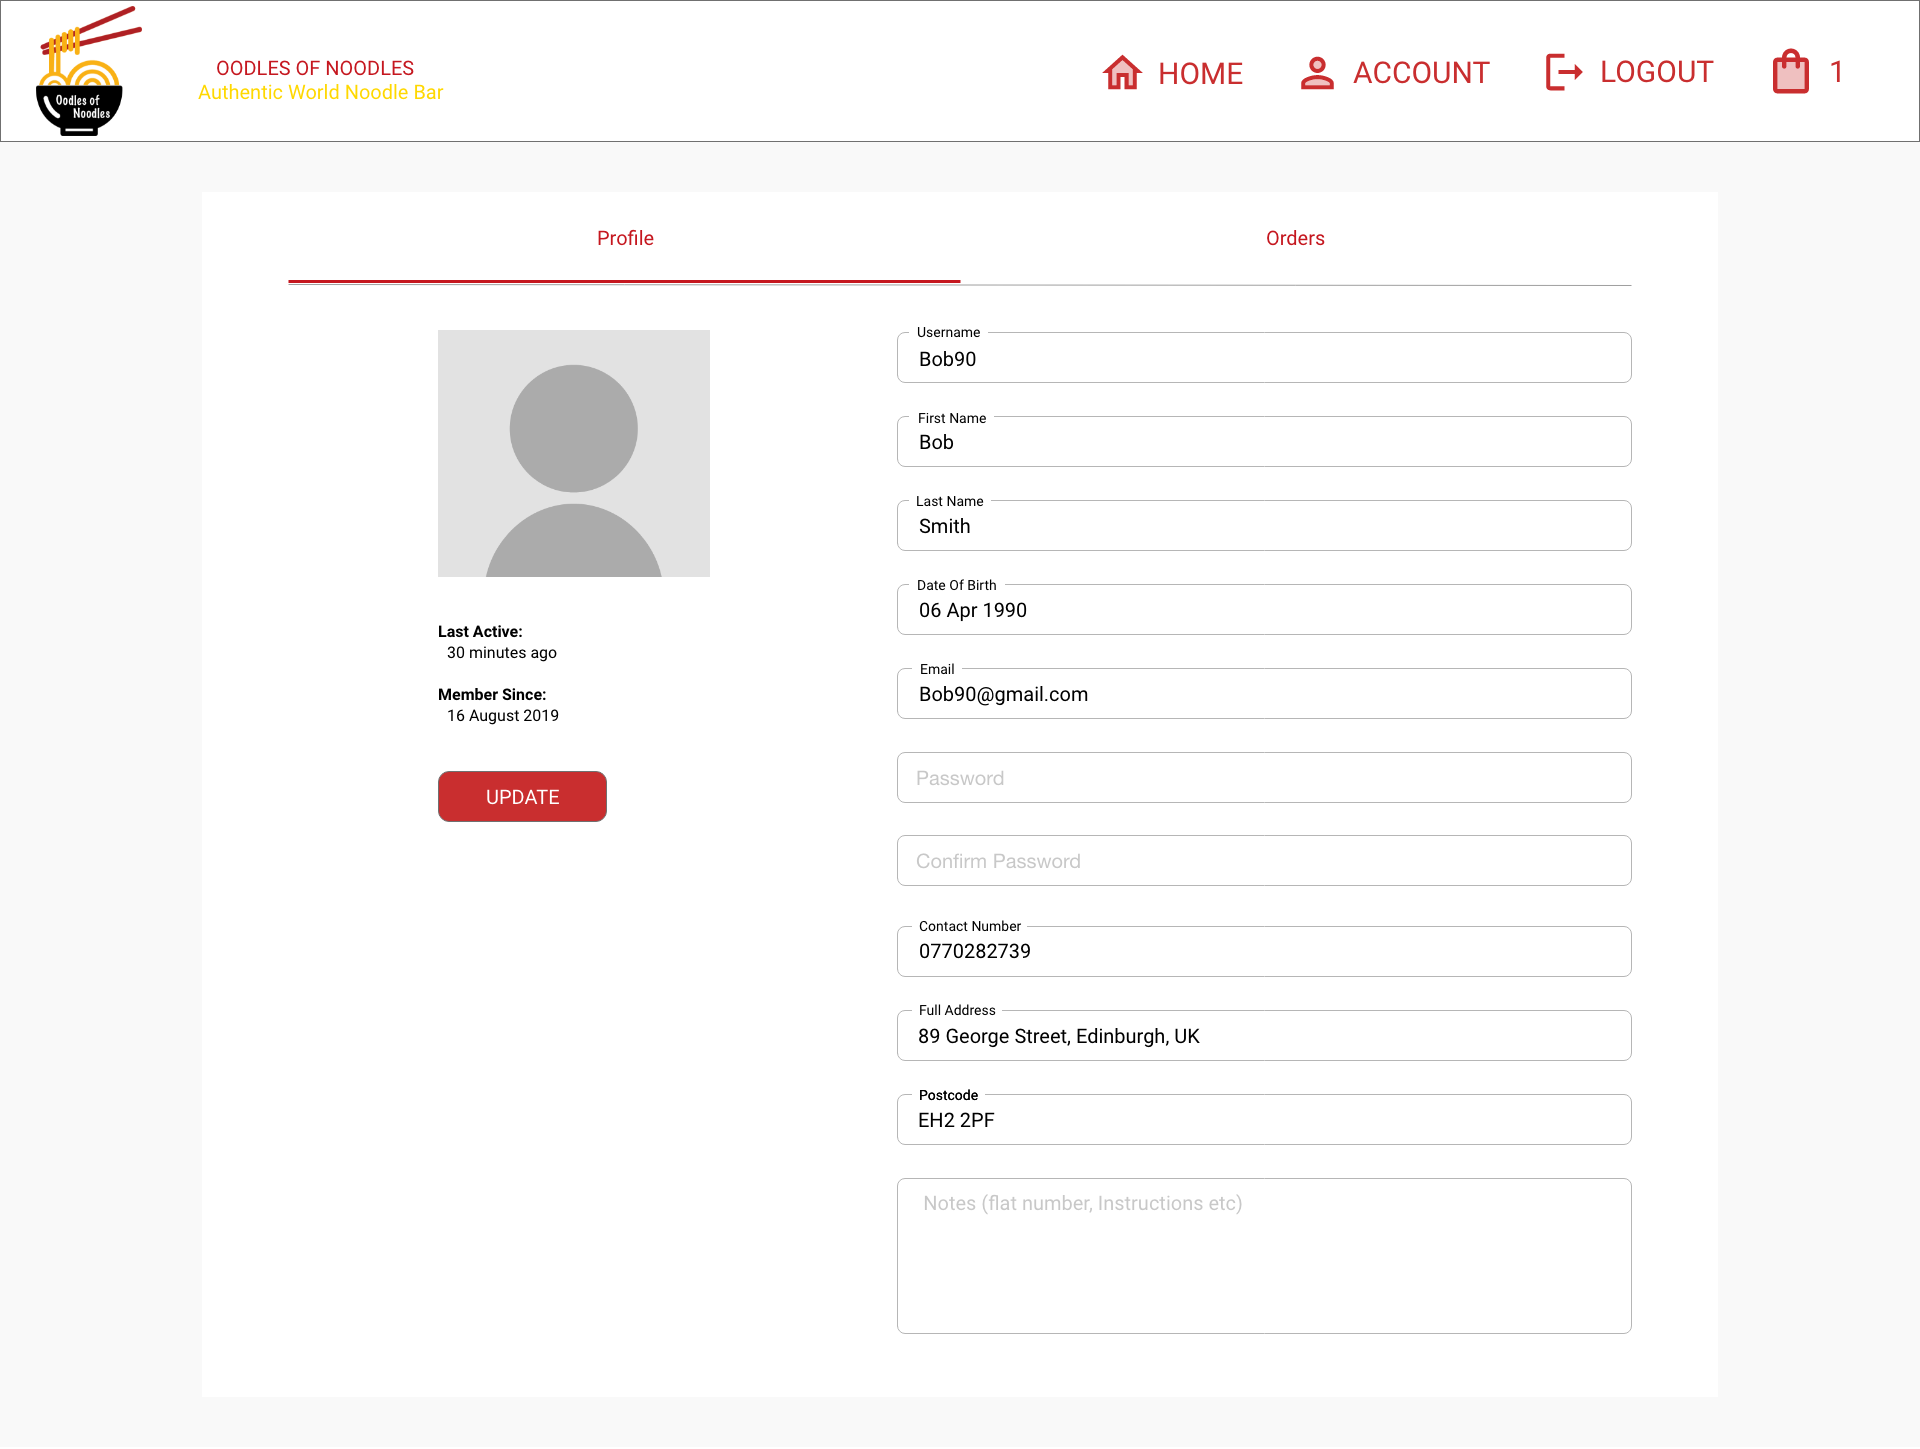 Oodles of
Noodles
OODLES OF NOODLES
Authentic World Noodle Bar
HOME
ACCOUNT
LOGOUT
1
Profile
Orders
Last Active:
30 minutes ago
Member Since:
16 August 2019
UPDATE
Username
Bob90
First Name
Bob
Last Name
Smith
Date Of Birth
06 Apr 1990
Email
Bob90@gmail.com
Password
Confirm Password
Contact Number
0770282739
Full Address
89 George Street, Edinburgh, UK
Postcode
EH2 2PF
Notes (flat number, Instructions etc)